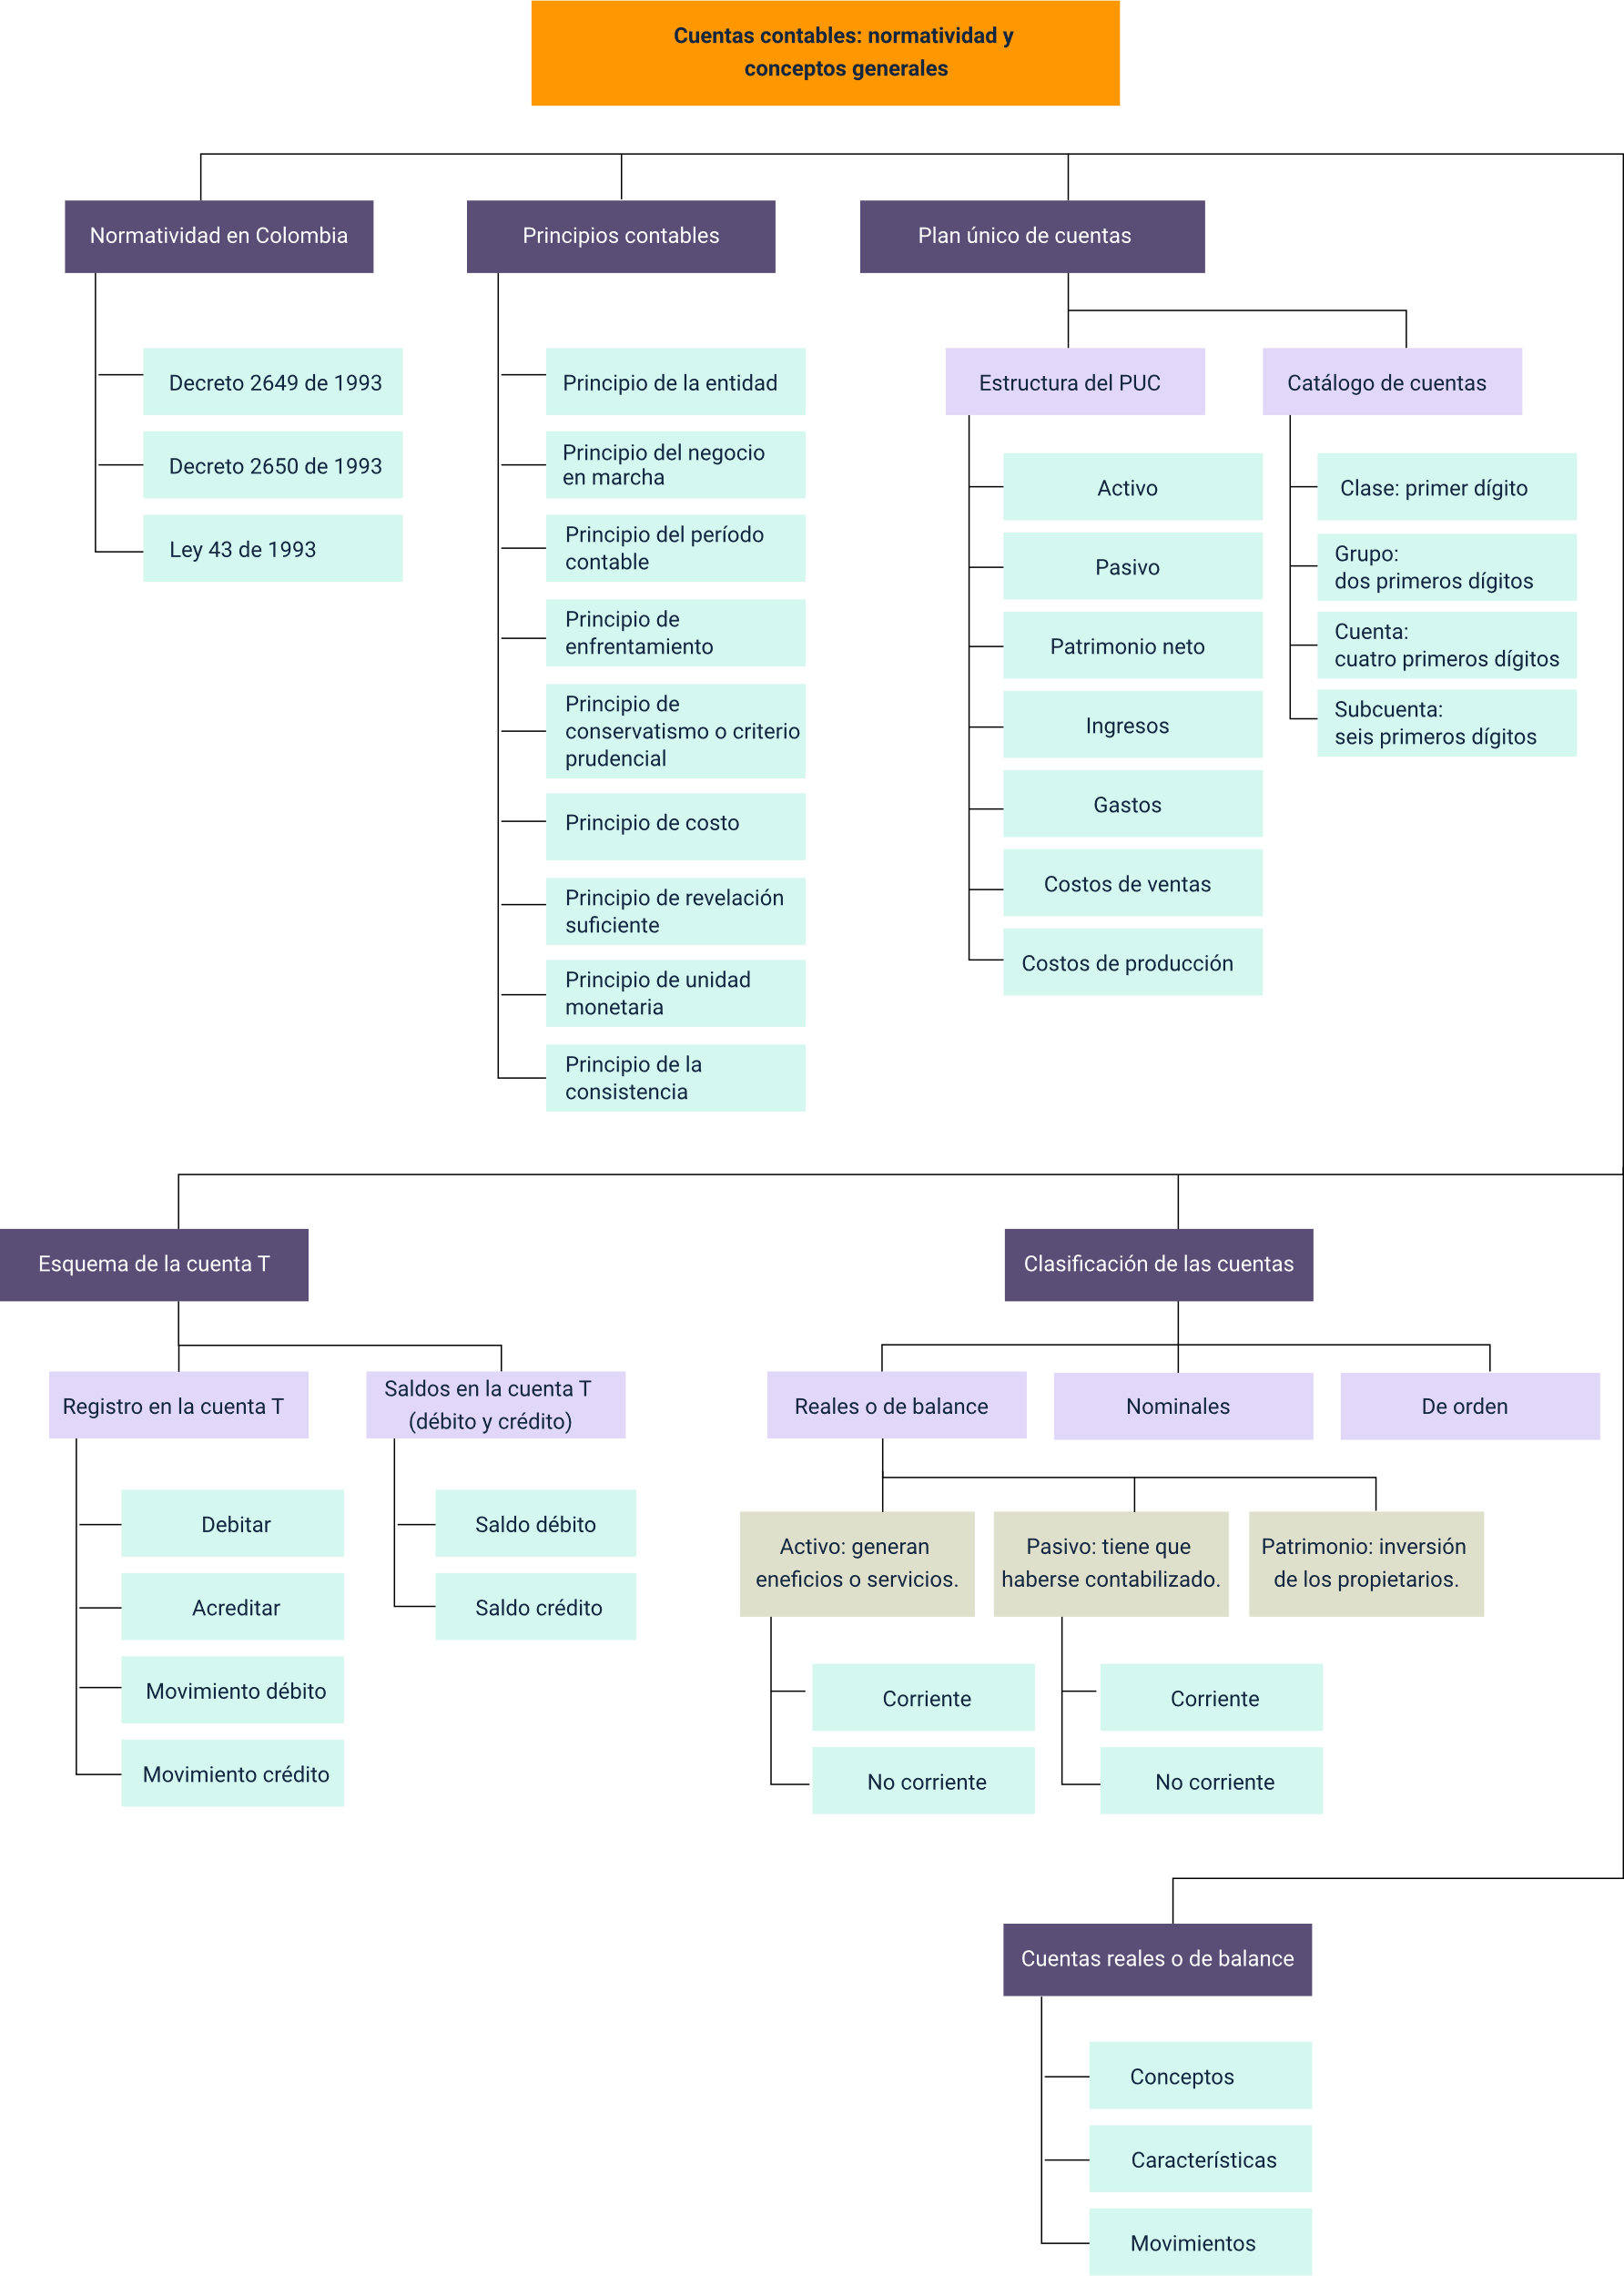 Cuentas contables: normatividad y
conceptos generales
Normatividad en Colombia
Decreto 2649 de 1993
Decreto 2650 de 1993
Ley 43 de 1993
Principios contables
Principio de la entidad
Principio del negocio
en marcha
Principio del período
contable
Principio de
enfrentamiento
Principio de
conservatismo o criterio
prudencial
Principio de costo
Principio de revelación
suficiente
Principio de unidad
monetaria
Principio de la
consistencia
Plan único de cuentas
Estructura del PUC
Activo
Pasivo
Patrimonio neto
Ingresos
Gastos
Costos de ventas
Costos de producción
Catálogo de cuentas
Clase: primer dígito
Grupo:
dos primeros dígitos
Cuenta:
cuatro primeros dígitos
Subcuenta:
seis primeros dígitos
Esquema de la cuenta T
Registro en la cuenta T
Debitar
Acreditar
Movimiento débito
Movimiento crédito
Saldos en la cuenta T
(débito y crédito)
Saldo débito
Saldo crédito
Clasificación de las cuentas
Reales o de balance
Activo: generan
eneficios o servicios.
Corriente
No corriente
Pasivo: tiene que
haberse contabilizado.
Corriente
No corriente
Patrimonio: inversión
de los propietarios.
Nominales
De orden
Cuentas reales o de balance
Conceptos
Características
Movimientos